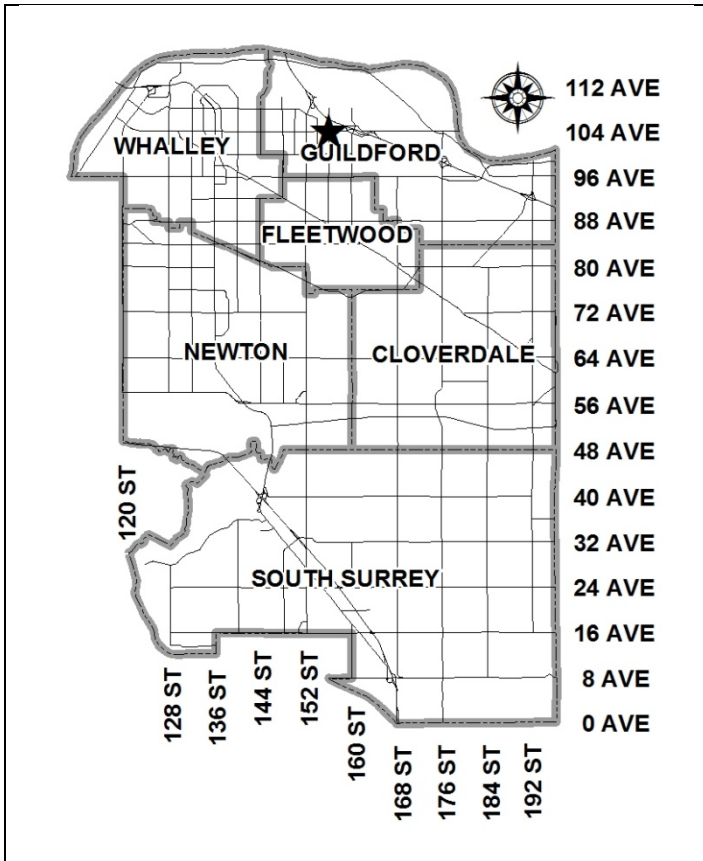 112 AVE
104 AVE
WHALLEY
GUILDFORD
96 AVE
88 AVE
FLEETWOOD
80 AVE
72 AVE
NEWTON
CLOVERDALE
64 AVE
56 AVE
48 AVE
120 ST
40 AVE
32 AVE
SOUTH SURREY
24 AVE
16 AVE
8 AVE
0 AVE
128 ST
136 ST
144 ST
152 ST
160 ST
168 ST
176 ST
184 ST
192 ST